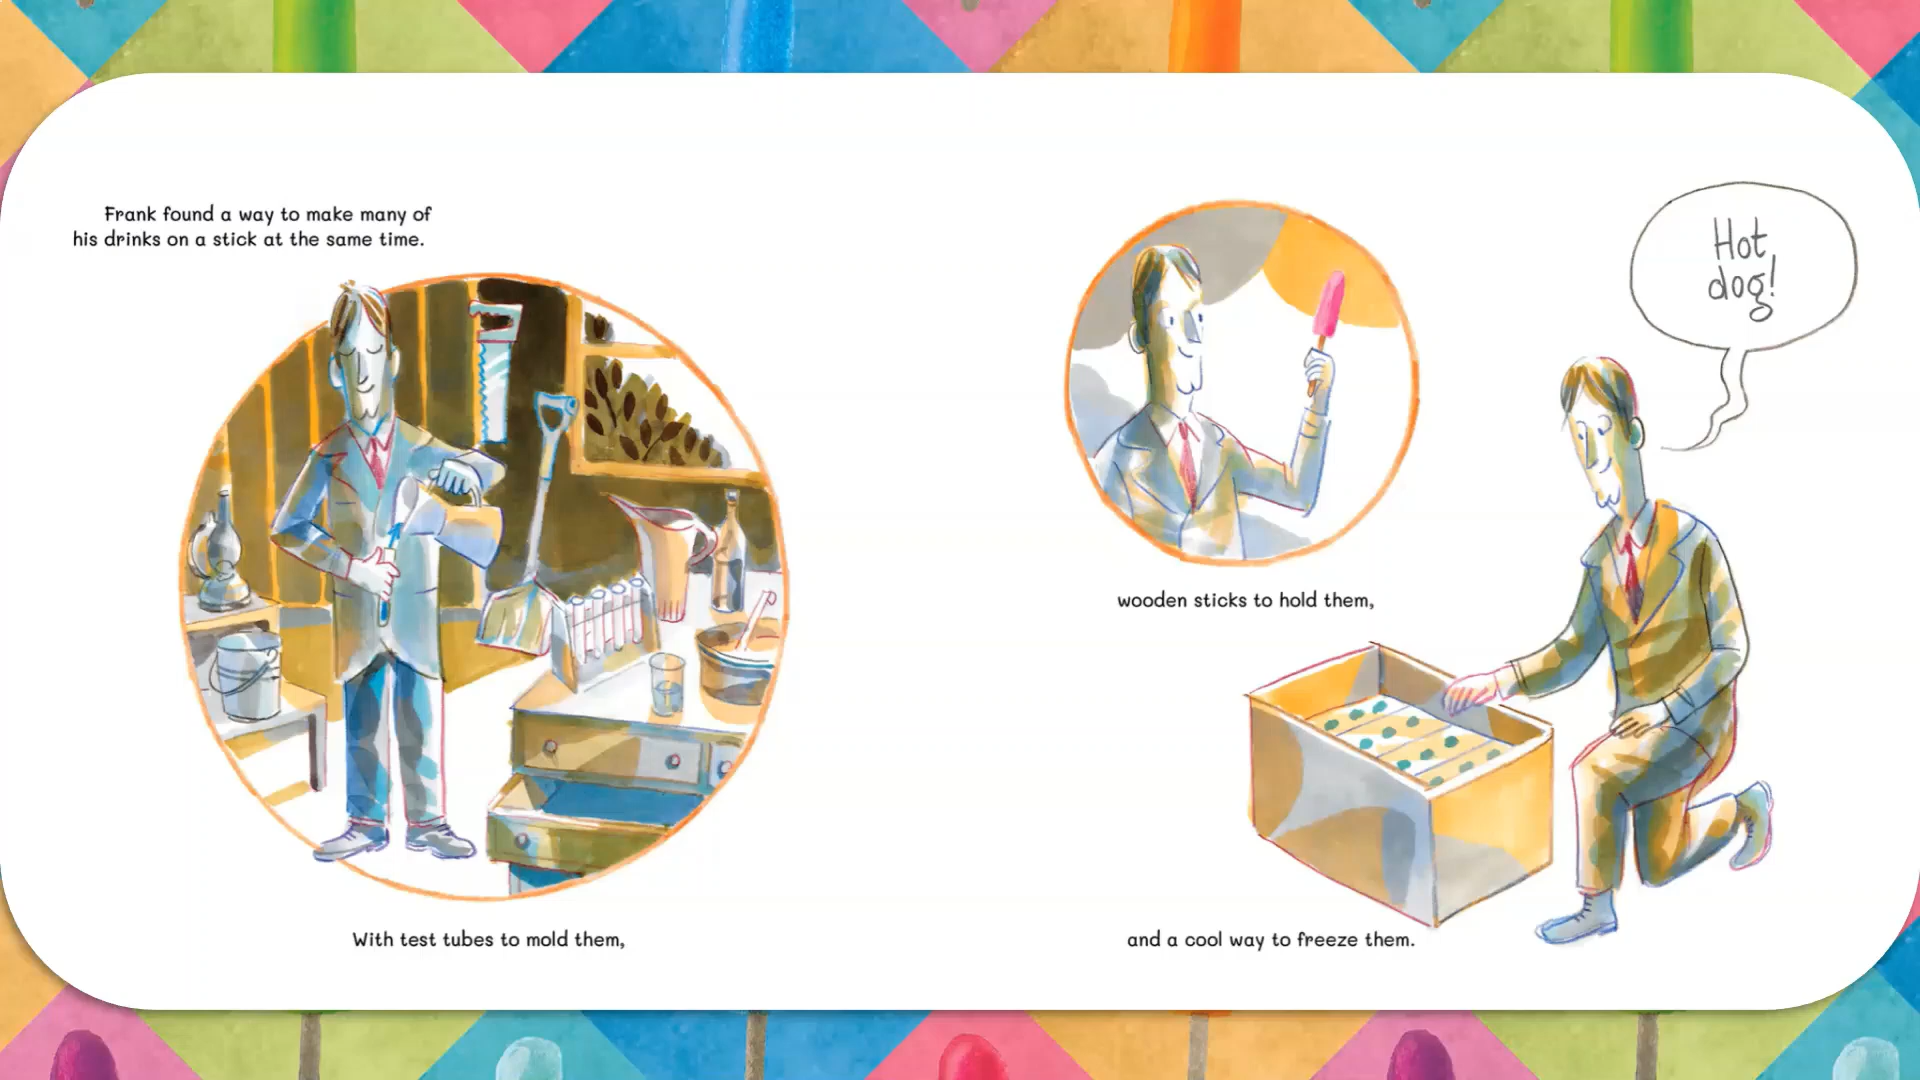 Frank found a way to make many of
his drinks on a stick at the same time.
With test tubes to mold them,
wooden sticks to hold them,
Hot
dog!
and a cool way to freeze them.